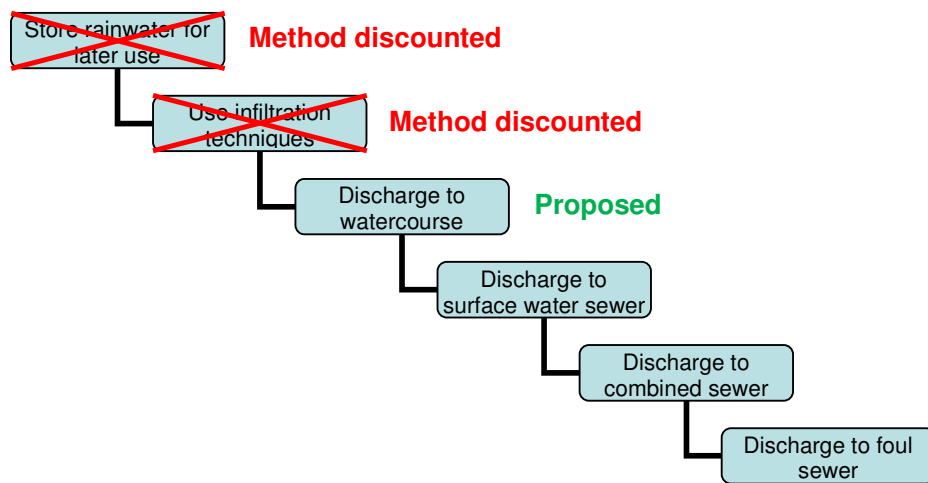 Store rainwater for
later use
Method discounted
Use infiltration
techniques
Method discounted
Discharge to
watercourse
Proposed
Discharge to
surface water sewer
Discharge to
combined sewer
Discharge to foul
sewer